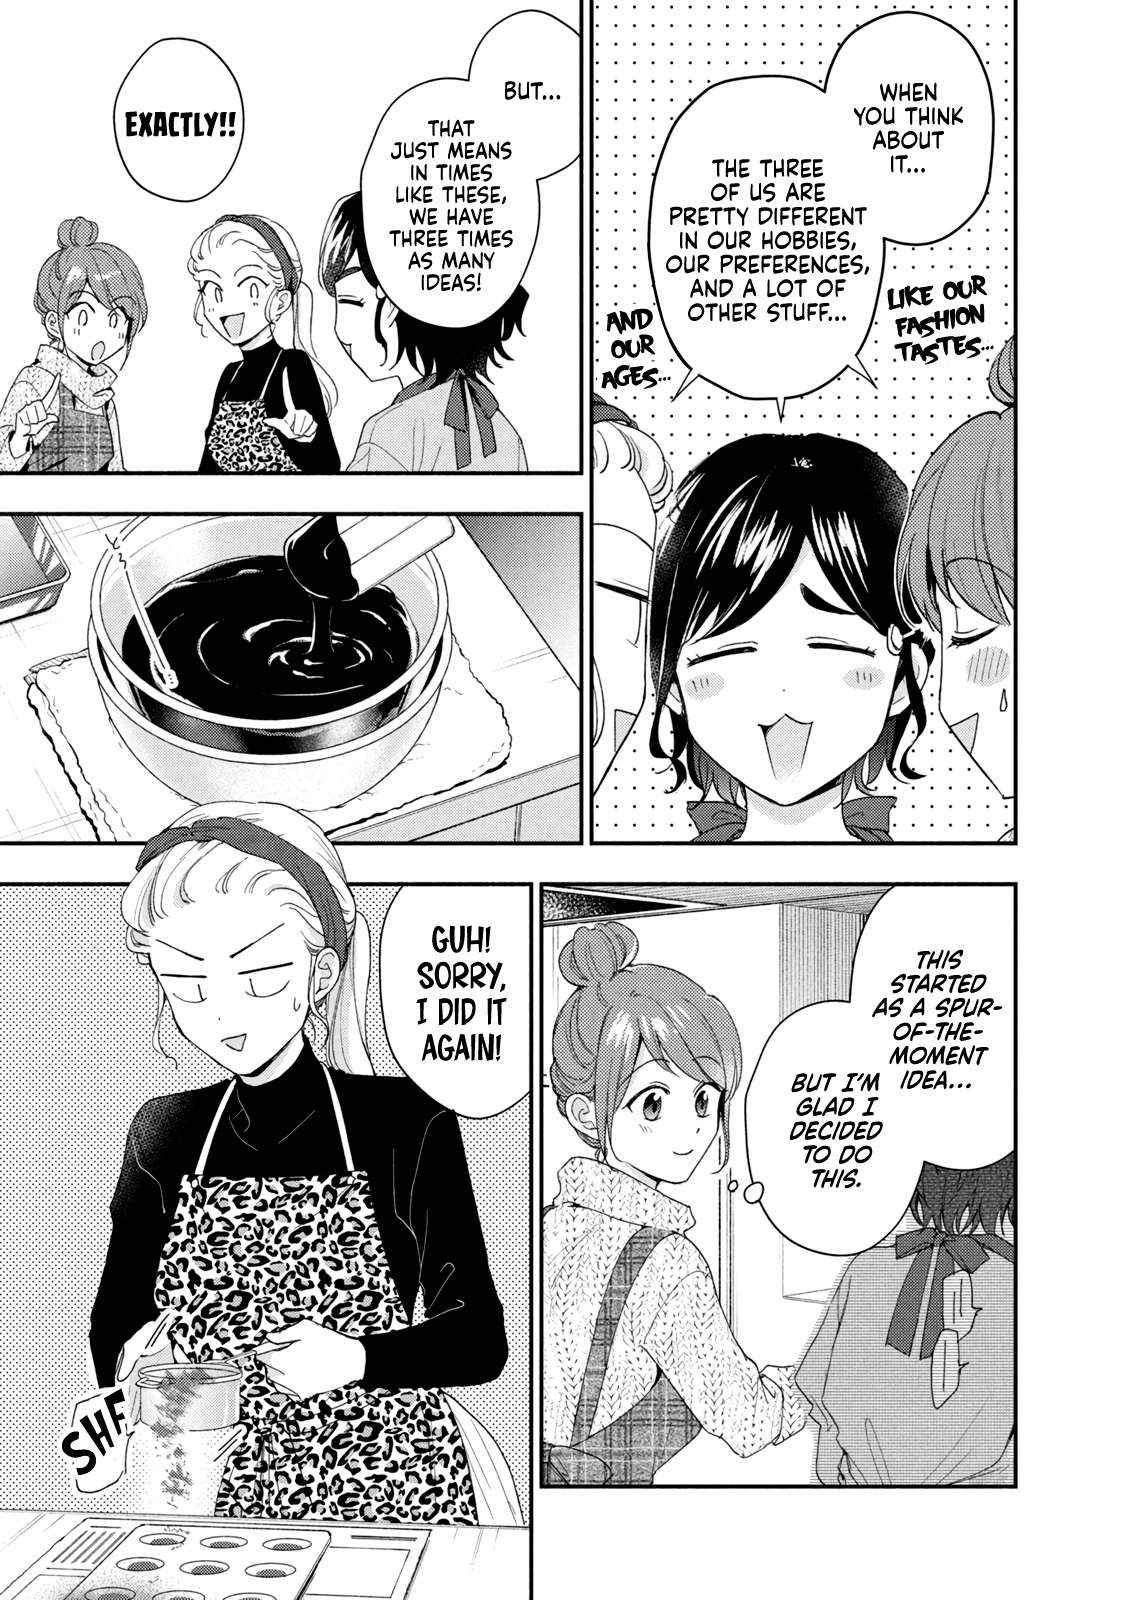 WHEN
YOU THINK
ABOUT
IT...
THE THREE
OF US ARE
PRETTY DIFFERENT
IN OUR HOBBIES,
OUR PREFERENCES,
AND A LOT OF
OTHER STUFF...
LIKE OUR
FASHION
TASTES...
AND
OUR
AGES...
BUT...
THAT
JUST MEANS
IN TIMES
LIKE THESE,
WE HAVE
THREE TIMES
AS MANY
IDEAS!
EXACTLY!!
THIS
STARTED
AS A SPUR-
OF-THE-
MOMENT
IDEA...
BUT I'M
GLAD I
DECIDED
TO DO
THIS.
GUH!
SORRY,
I DID IT
AGAIN!
SHF